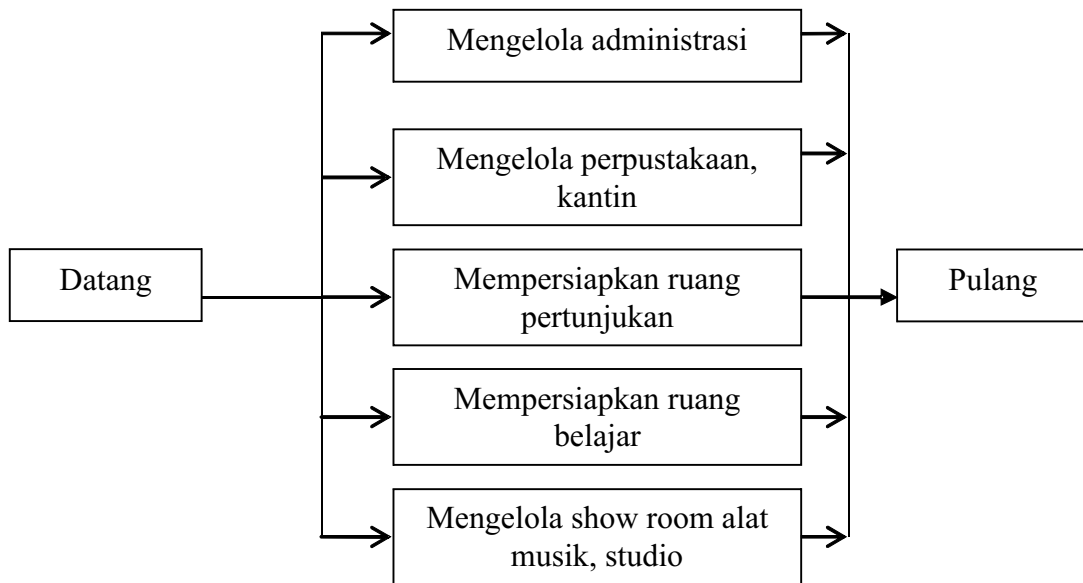 Mengelola administrasi
Mengelola perpustakaan,
kantin
Datang
Mempersiapkan ruang
pertunjukan
Pulang
Mempersiapkan ruang
belajar
Mengelola show room alat
musik, studio